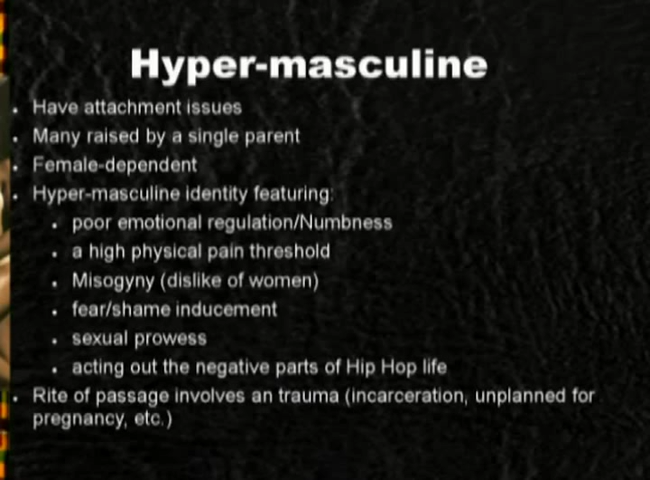 Hyper-masculine
Have attachment issues
Many raised by a single parent
Female-dependent
Hyper-masculine identity featuring:
poor emotional regulation/Numbness
a high physical pain threshold
Misogyny (dislike of women)
fear/shame inducement
sexual prowess
acting out the negative parts of Hip Hop life
Rite of passage involves an trauma (incarceration, unplanned for
pregnancy, etc.)